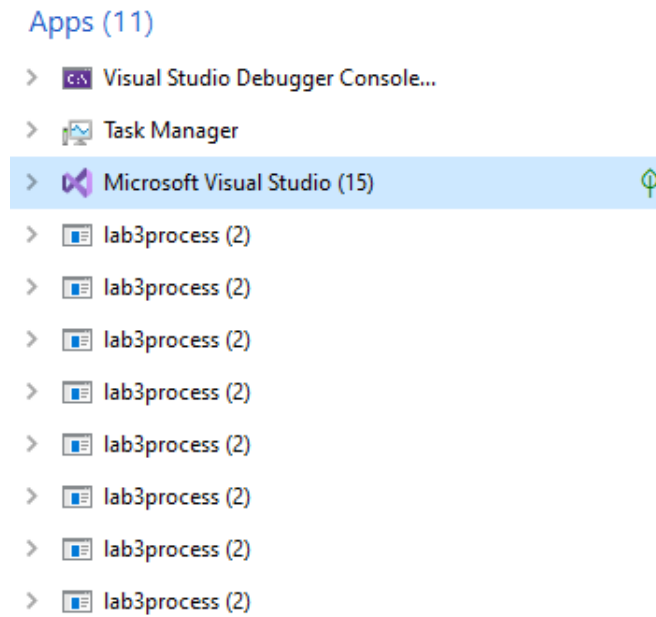 Apps (11)
C:\ Visual Studio Debugger Console...
Task Manager
Microsoft Visual Studio (15)
lab3process (2)
lab3process (2)
lab3process (2)
lab3process (2)
lab3process (2)
lab3process (2)
lab3process (2)
lab3process (2)